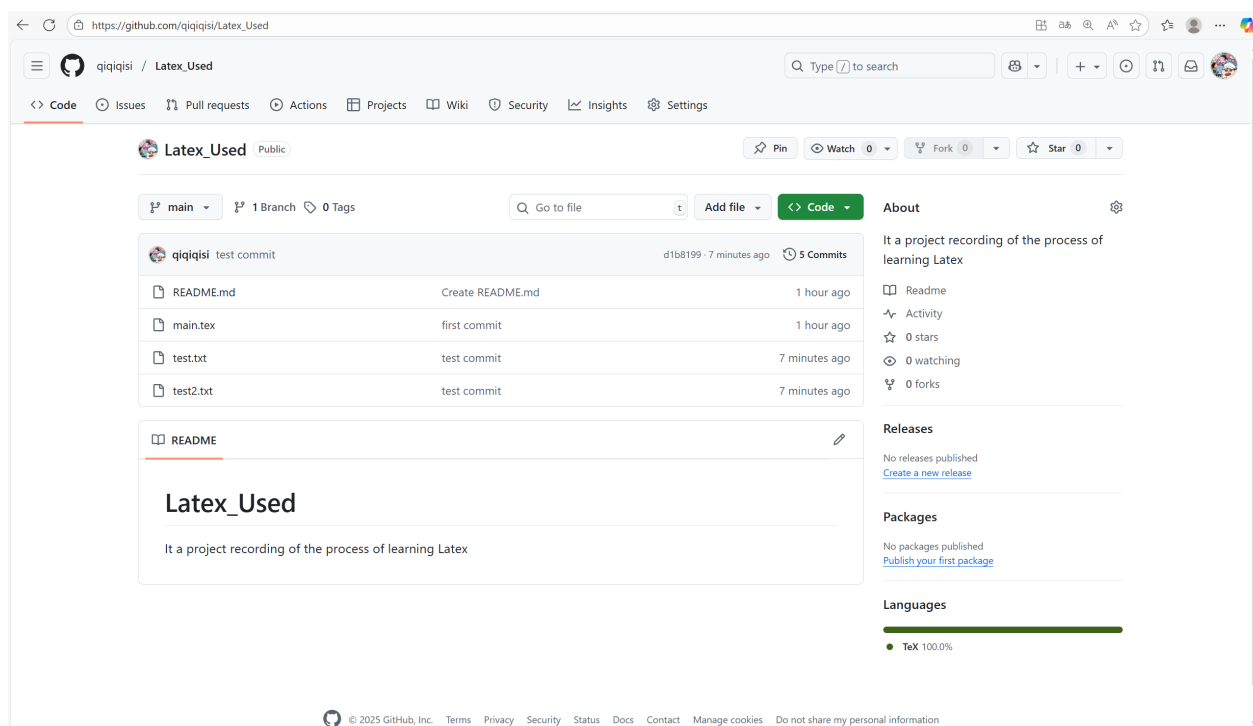 https://github.com/qiqiqisi/Latex_Used
qiqiqisi / Latex_Used
Type / to search
Code Issues Pull requests Actions Projects Wiki Security Insights Settings
Latex_Used Public
Pin Watch 0 Fork 0 Star 0
main 1 Branch 0 Tags Go to file t Add file Code
qiqiqisi test commit d1b8199 · 7 minutes ago 5 Commits
README.md Create README.md 1 hour ago
main.tex first commit 1 hour ago
test.txt test commit 7 minutes ago
test2.txt test commit 7 minutes ago
README
Latex_Used
It a project recording of the process of learning Latex
About
It a project recording of the process of
learning Latex
Readme
Activity
0 stars
0 watching
0 forks
Releases
No releases published
Create a new release
Packages
No packages published
Publish your first package
Languages
TeX 100.0%
© 2025 GitHub, Inc. Terms Privacy Security Status Docs Contact Manage cookies Do not share my personal information